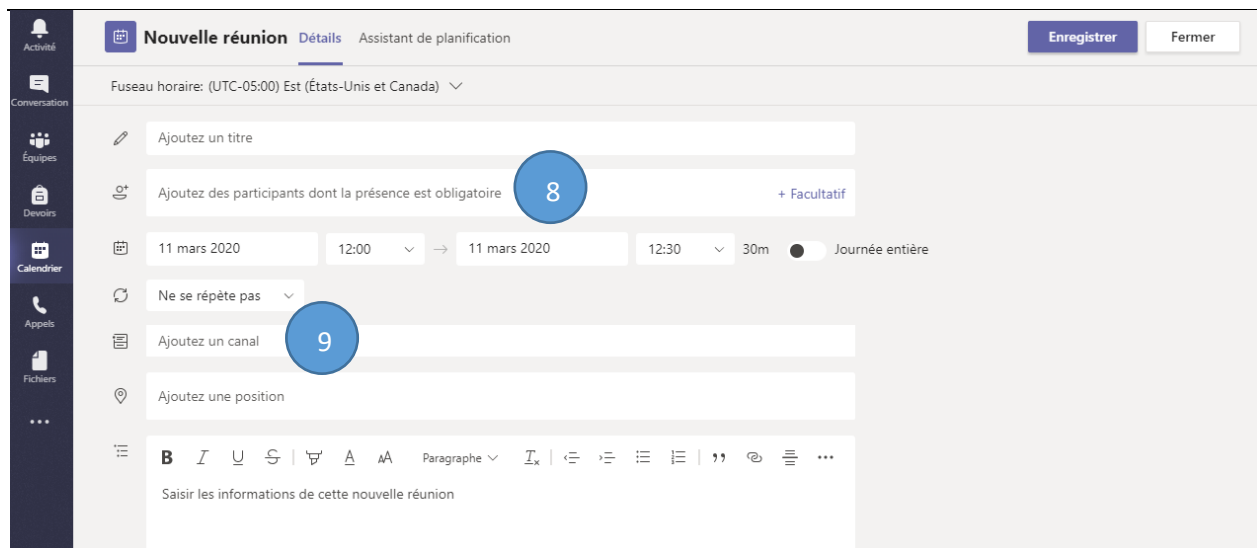 Activité
Conversation
Équipes
Devoirs
Calendrier
Appels
Fichiers
Nouvelle réunion Détails Assistant de planification Enregistrer Fermer
Fuseau horaire: (UTC-05:00) Est (États-Unis et Canada)
Ajoutez un titre
Ajoutez des participants dont la présence est obligatoire 8 + Facultatif
11 mars 2020 12:00 → 11 mars 2020 12:30 30m Journée entière
Ne se répète pas
Ajoutez un canal 9
Ajoutez une position
B I U S A AA Paragraphe Tx
Saisir les informations de cette nouvelle réunion